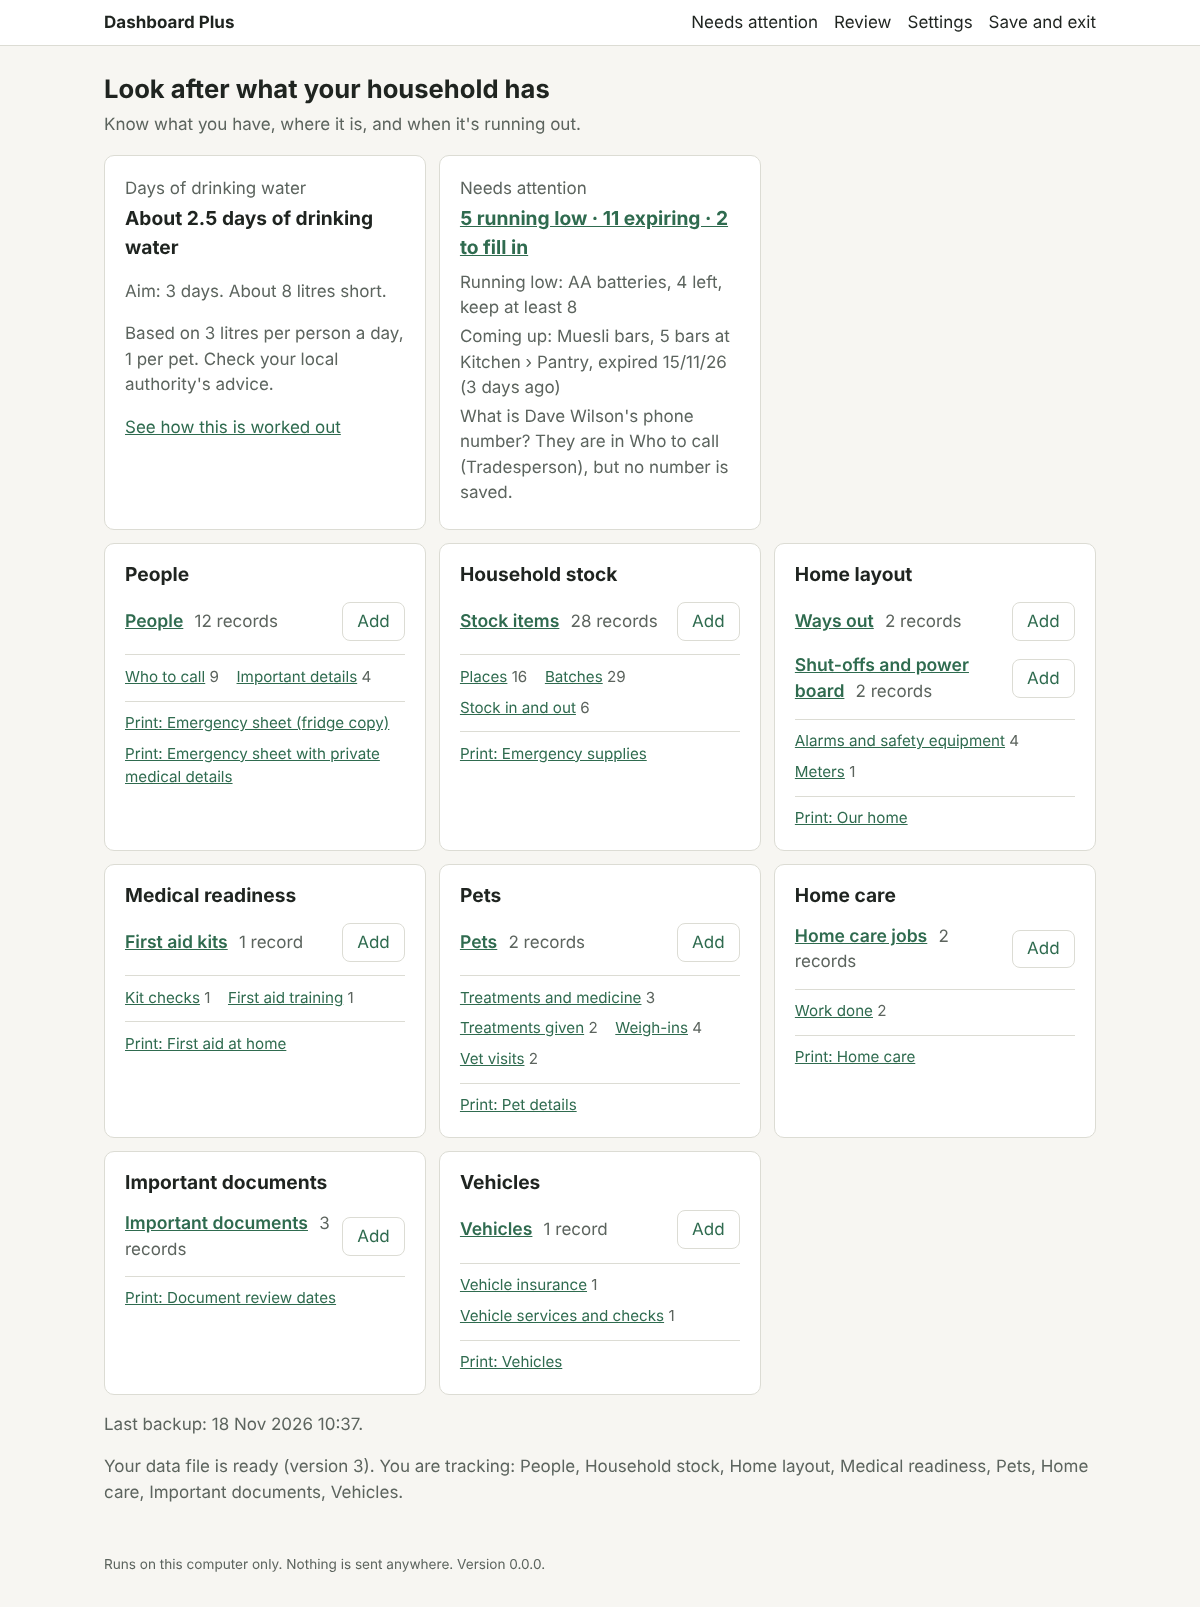 Dashboard Plus
Needs attention Review Settings Save and exit
Look after what your household has
Know what you have, where it is, and when it's running out.
Days of drinking water
About 2.5 days of drinking
water
Aim: 3 days. About 8 litres short.
Based on 3 litres per person a day,
1 per pet. Check your local
authority's advice.
See how this is worked out
Needs attention
5 running low · 11 expiring · 2
to fill in
Running low: AA batteries, 4 left,
keep at least 8
Coming up: Muesli bars, 5 bars at
Kitchen › Pantry, expired 15/11/26
(3 days ago)
What is Dave Wilson's phone
number? They are in Who to call
(Tradesperson), but no number is
saved.
People
People 12 records Add
Who to call 9 Important details 4
Print: Emergency sheet (fridge copy)
Print: Emergency sheet with private
medical details
Household stock
Stock items 28 records Add
Places 16 Batches 29
Stock in and out 6
Print: Emergency supplies
Home layout
Ways out 2 records Add
Shut-offs and power
board 2 records Add
Alarms and safety equipment 4
Meters 1
Print: Our home
Medical readiness
First aid kits 1 record Add
Kit checks 1 First aid training 1
Print: First aid at home
Pets
Pets 2 records Add
Treatments and medicine 3
Treatments given 2 Weigh-ins 4
Vet visits 2
Print: Pet details
Home care
Home care jobs 2
records Add
Work done 2
Print: Home care
Important documents
Important documents 3
records Add
Print: Document review dates
Vehicles
Vehicles 1 record Add
Vehicle insurance 1
Vehicle services and checks 1
Print: Vehicles
Last backup: 18 Nov 2026 10:37.
Your data file is ready (version 3). You are tracking: People, Household stock, Home layout, Medical readiness, Pets, Home
care, Important documents, Vehicles.
Runs on this computer only. Nothing is sent anywhere. Version 0.0.0.